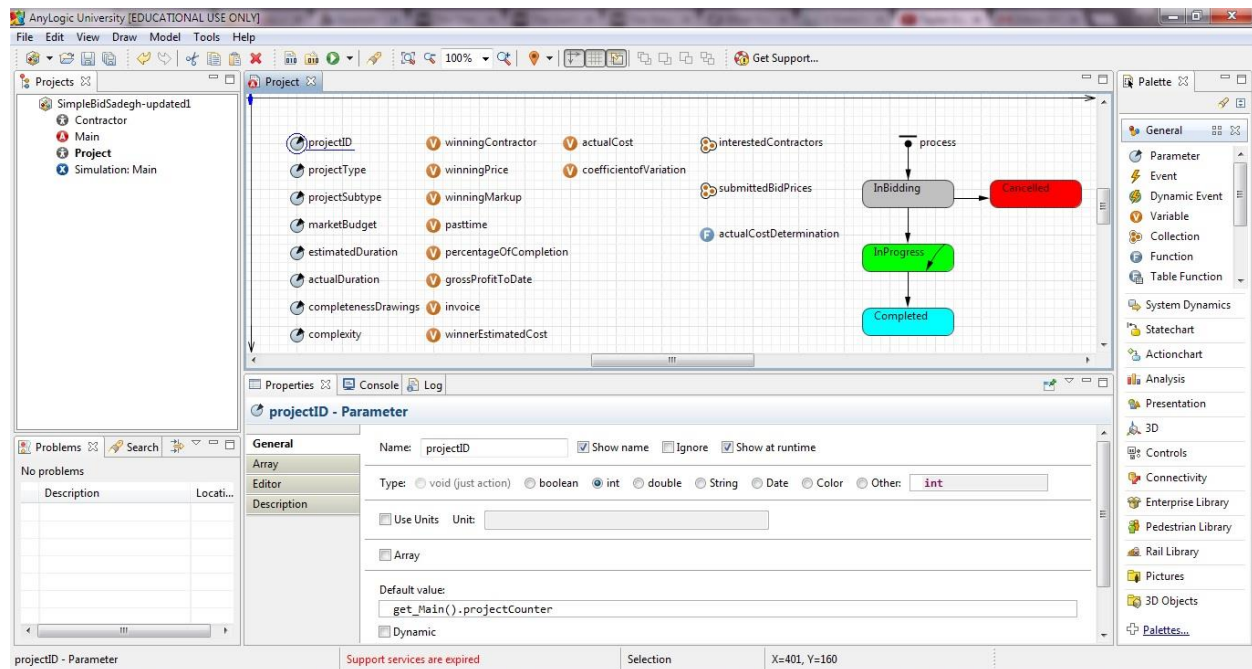 AnyLogic University [EDUCATIONAL USE ONLY]
File Edit View Draw Model Tools Help
100% Get Support...
Projects
SimpleBidSadegh-updated1
Contractor
Main
Project
Simulation: Main
Project
projectID winningContractor actualCost interestedContractors process
projectType winningPrice coefficientofVariation
projectSubtype winningMarkup submittedBidPrices InBidding Cancelled
marketBudget pasttime actualCostDetermination
estimatedDuration percentageOfCompletion InProgress
actualDuration grossProfitToDate
completenessDrawings invoice Completed
complexity winnerEstimatedCost
Palette
General
Parameter
Event
Dynamic Event
Variable
Collection
Function
Table Function
System Dynamics
Statechart
Actionchart
Analysis
Presentation
3D
Controls
Connectivity
Enterprise Library
Pedestrian Library
Rail Library
Pictures
3D Objects
Palettes...
Problems Search
No problems
Description Locati...
Properties Console Log
projectID - Parameter
General
Array
Editor
Description
Name: projectID Show name Ignore Show at runtime
Type: void (just action) boolean int double String Date Color Other: int
Use Units Unit:
Array
Default value:
get_Main().projectCounter
Dynamic
projectID - Parameter Support services are expired Selection X=401, Y=160